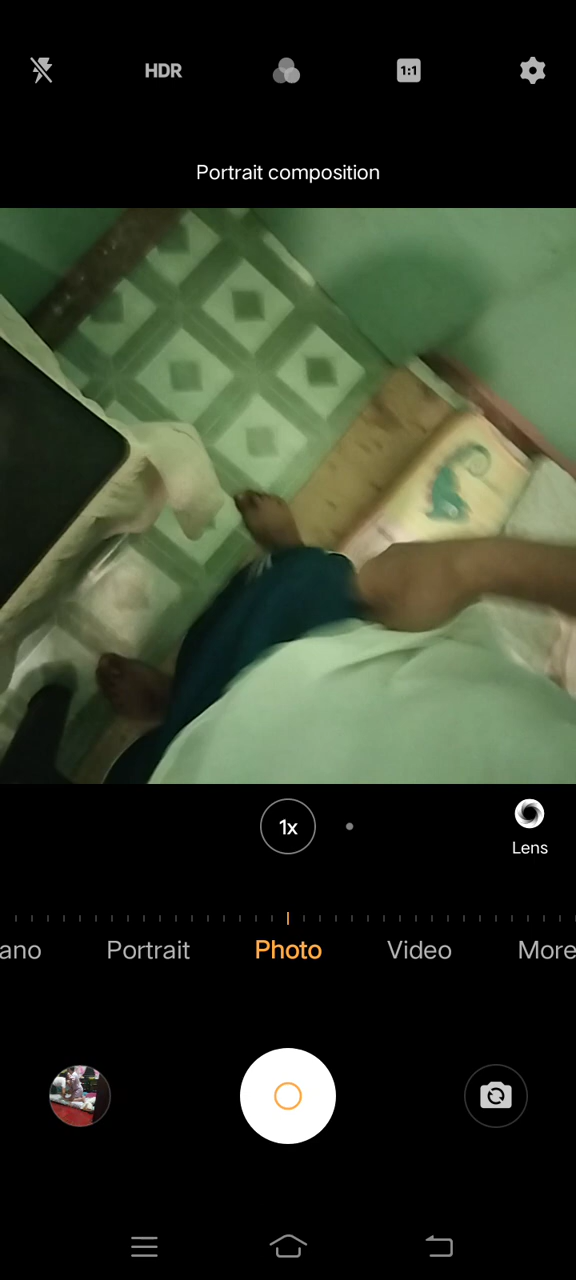 HDR
1:1
Portrait composition
1x
Lens
ano
Portrait
Photo
Video
More